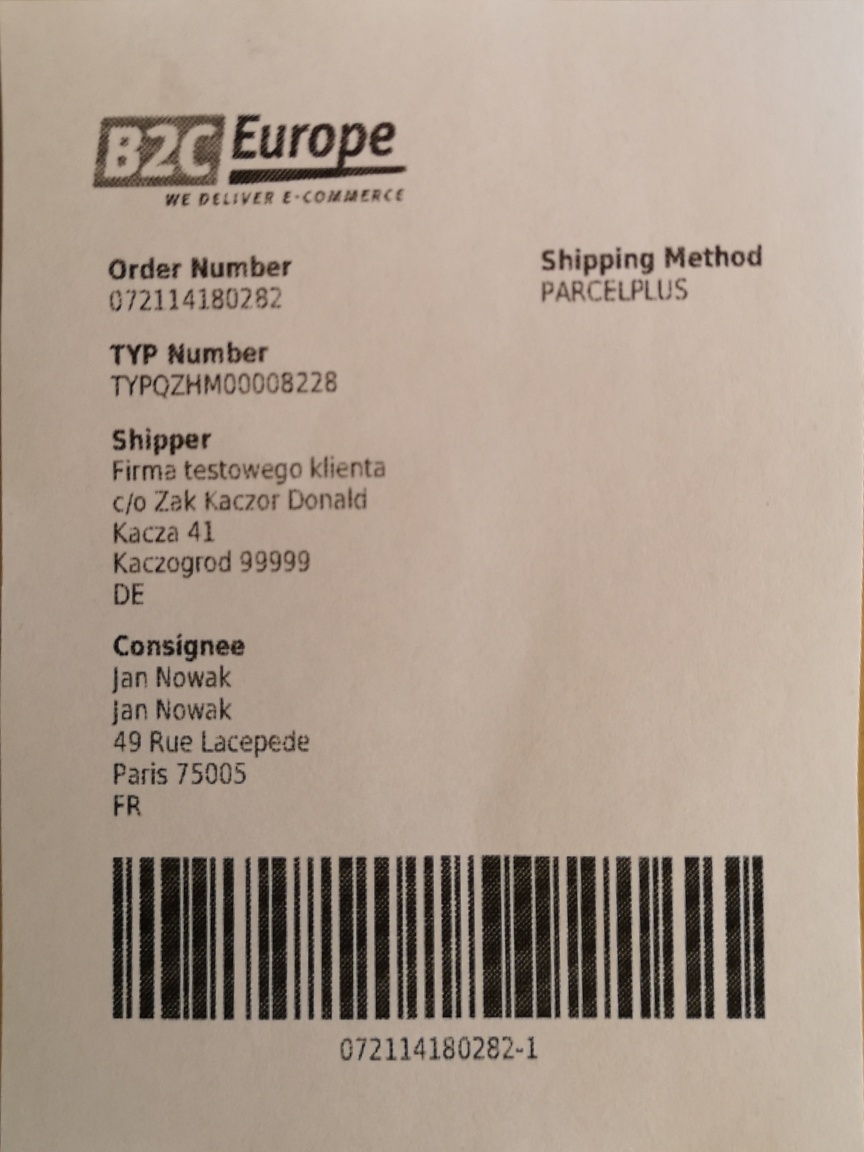 B2C Europe
WE DELIVER E-COMMERCE
Order Number
072114180282
Shipping Method
PARCELPLUS
TYP Number
TYPQZHM00008228
Shipper
Firma testowego klienta
c/o Zak Kaczor Donald
Kacza 41
Kaczogrod 99999
DE
Consignee
Jan Nowak
Jan Nowak
49 Rue Lacepede
Paris 75005
FR
072114180282-1